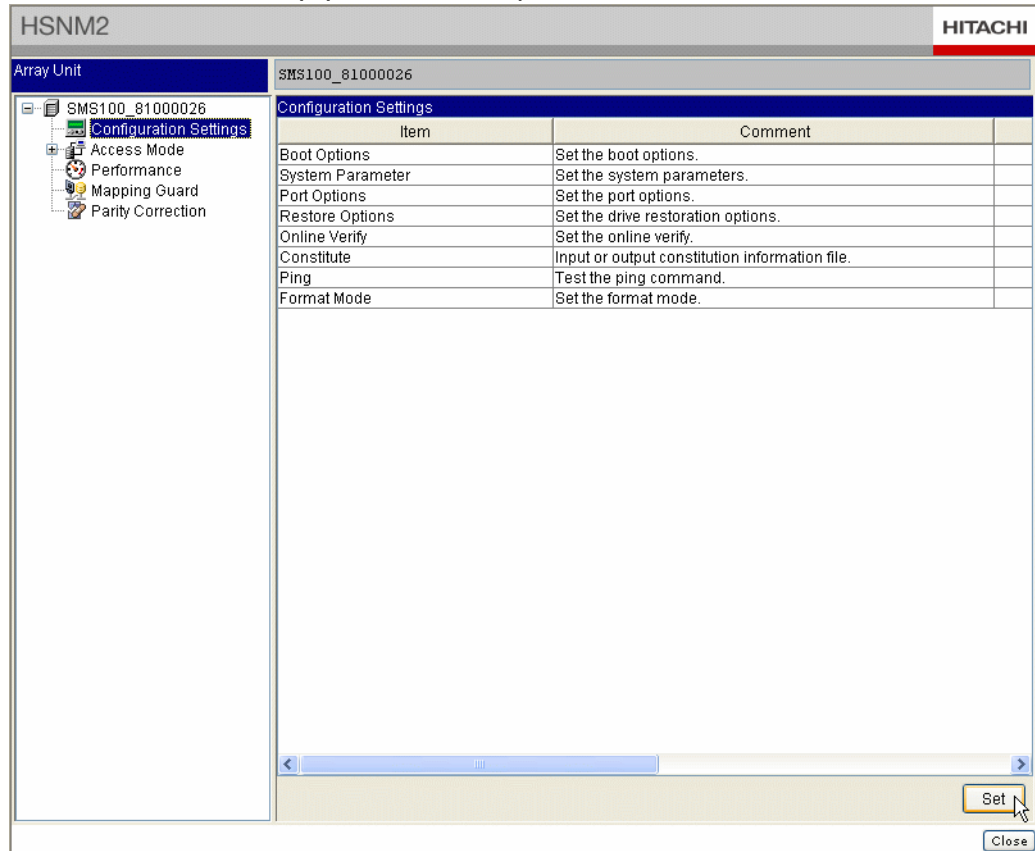 HSNM2
HITACHI
Array Unit
SMS100_81000026
SMS100_81000026
Configuration Settings
Access Mode
Performance
Mapping Guard
Parity Correction
Configuration Settings
Item Comment
Boot Options Set the boot options.
System Parameter Set the system parameters.
Port Options Set the port options.
Restore Options Set the drive restoration options.
Online Verify Set the online verify.
Constitute Input or output constitution information file.
Ping Test the ping command.
Format Mode Set the format mode.
Set
Close